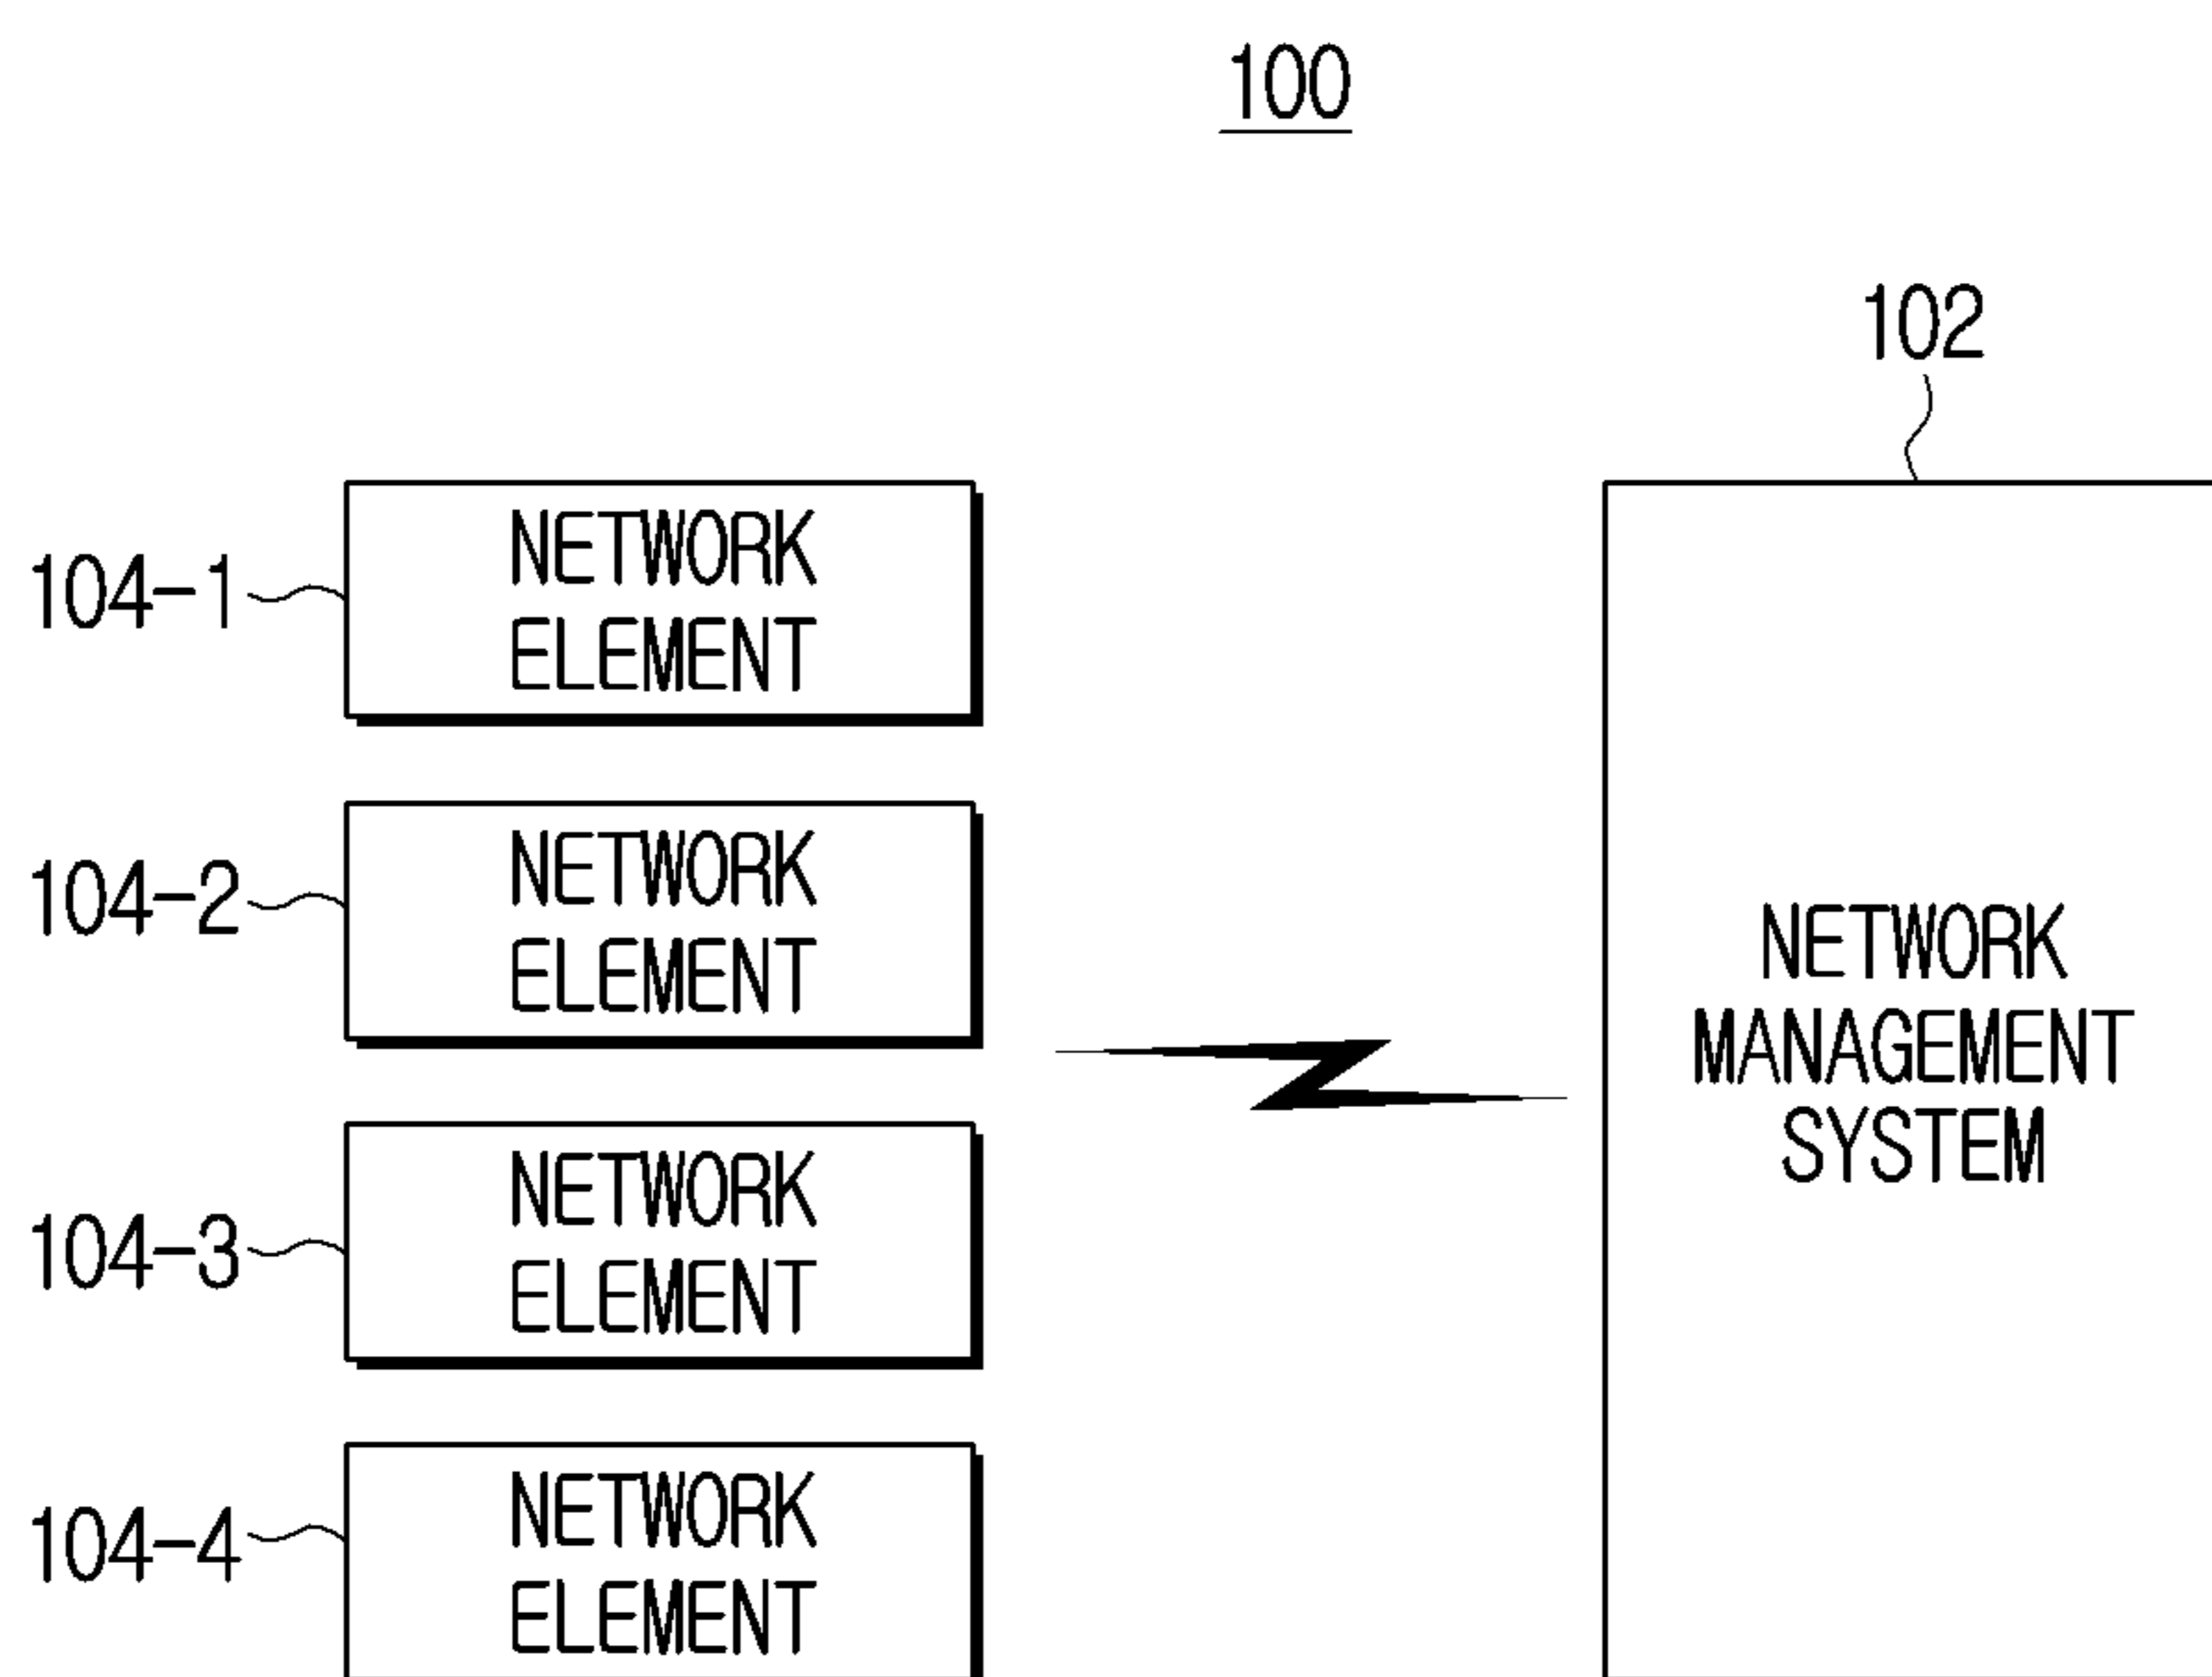 100
102
104-1
NETWORK
ELEMENT
104-2
NETWORK
ELEMENT
104-3
NETWORK
ELEMENT
104-4
NETWORK
ELEMENT
NETWORK
MANAGEMENT
SYSTEM